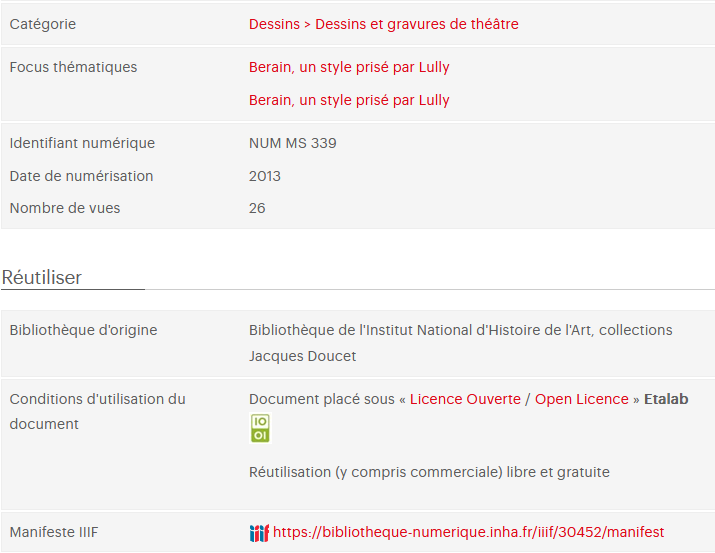 Catégorie
Dessins > Dessins et gravures de théâtre
Focus thématiques
Berain, un style prisé par Lully
Berain, un style prisé par Lully
Identifiant numérique
NUM MS 339
Date de numérisation
2013
Nombre de vues
26
Réutiliser
Bibliothèque d'origine
Bibliothèque de l'Institut National d'Histoire de l'Art, collections
Jacques Doucet
Conditions d'utilisation du
document
Document placé sous « Licence Ouverte / Open Licence » Etalab
IO
OI
Réutilisation (y compris commerciale) libre et gratuite
Manifeste IIIF
iiif https://bibliotheque-numerique.inha.fr/iiif/30452/manifest